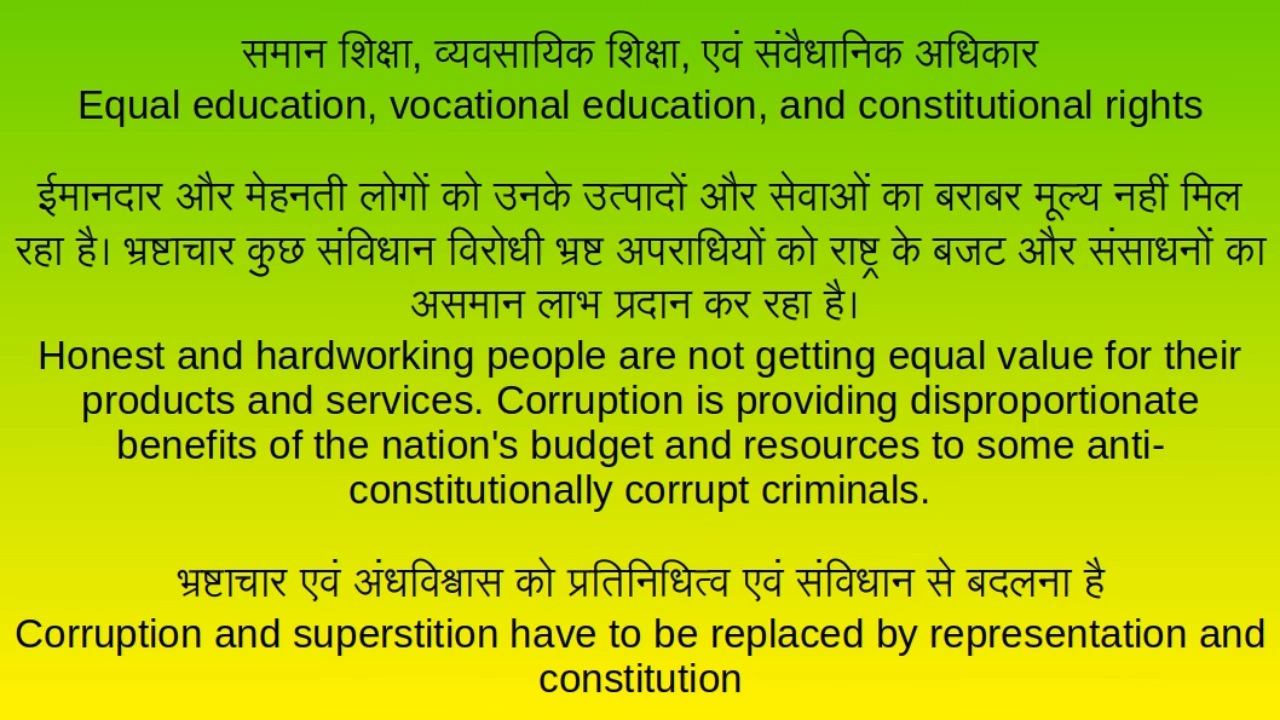 समान शिक्षा, व्यवसायिक शिक्षा, एवं संवैधानिक अधिकार
Equal education, vocational education, and constitutional rights
ईमानदार और मेहनती लोगों को उनके उत्पादों और सेवाओं का बराबर मूल्य नहीं मिल
रहा है। भ्रष्टाचार कुछ संविधान विरोधी भ्रष्ट अपराधियों को राष्ट्र के बजट और संसाधनों का
असमान लाभ प्रदान कर रहा है।
Honest and hardworking people are not getting equal value for their
products and services. Corruption is providing disproportionate
benefits of the nation's budget and resources to some anti-
constitutionally corrupt criminals.
भ्रष्टाचार एवं अंधविश्वास को प्रतिनिधित्व एवं संविधान से बदलना है
Corruption and superstition have to be replaced by representation and
constitution